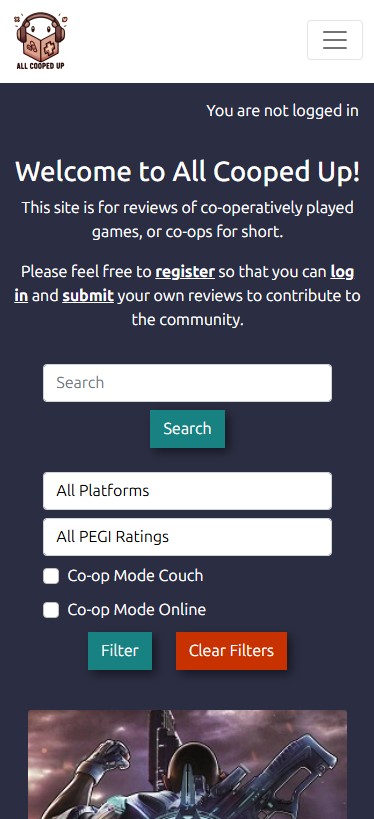 ALL COOPED UP
You are not logged in
Welcome to All Cooped Up!
This site is for reviews of co-operatively played
games, or co-ops for short.
Please feel free to register so that you can log
in and submit your own reviews to contribute to
the community.
Search
Search
All Platforms
All PEGI Ratings
Co-op Mode Couch
Co-op Mode Online
Filter
Clear Filters